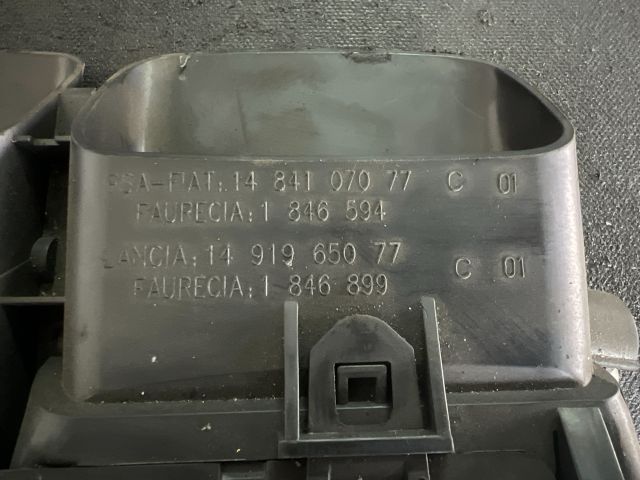 PSA-FIAT: 14 841 070 77 C 01
FAURECIA: 1 846 594
LANCIA: 14 919 650 77 C 01
FAURECIA: 1 846 899